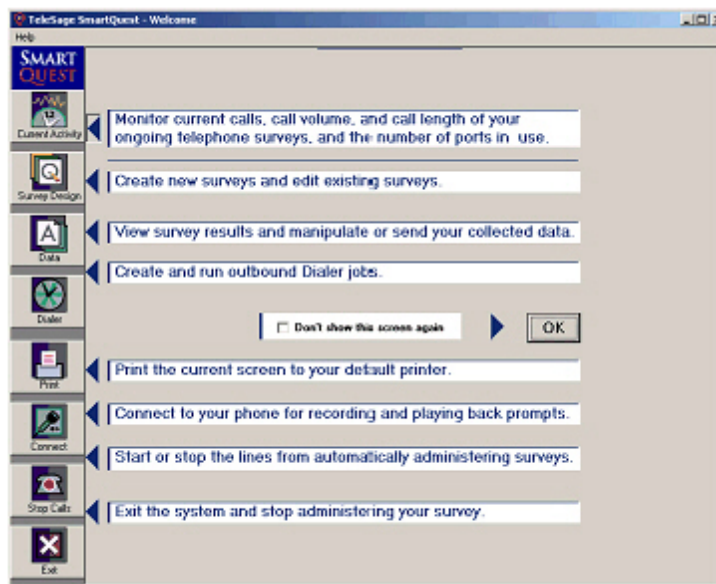 TeleSage SmartQuest - Welcome
Help
SMART
QUEST
Current Activity
Monitor current calls, call volume, and call length of your
ongoing telephone surveys, and the number of ports in use.
Survey Design
Create new surveys and edit existing surveys.
Data
View survey results and manipulate or send your collected data.
Dialer
Create and run outbound Dialer jobs.
Don't show this screen again
OK
Print
Print the current screen to your default printer.
Connect
Connect to your phone for recording and playing back prompts.
Stop Calls
Start or stop the lines from automatically administering surveys.
Exit
Exit the system and stop administering your survey.